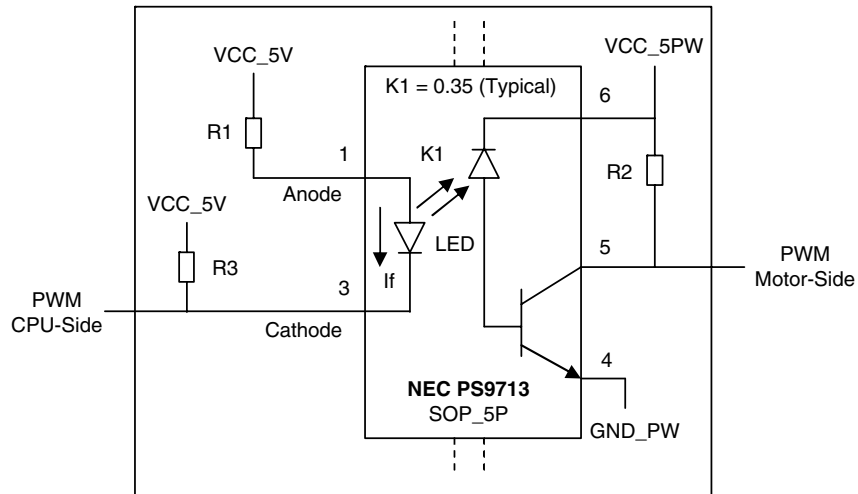 VCC_5V
VCC_5PW
K1 = 0.35 (Typical)
6
R1
1
K1
R2
Anode
VCC_5V
LED
5
PWM
Motor-Side
R3
If
3
PWM
CPU-Side
Cathode
4
NEC PS9713
SOP_5P
GND_PW